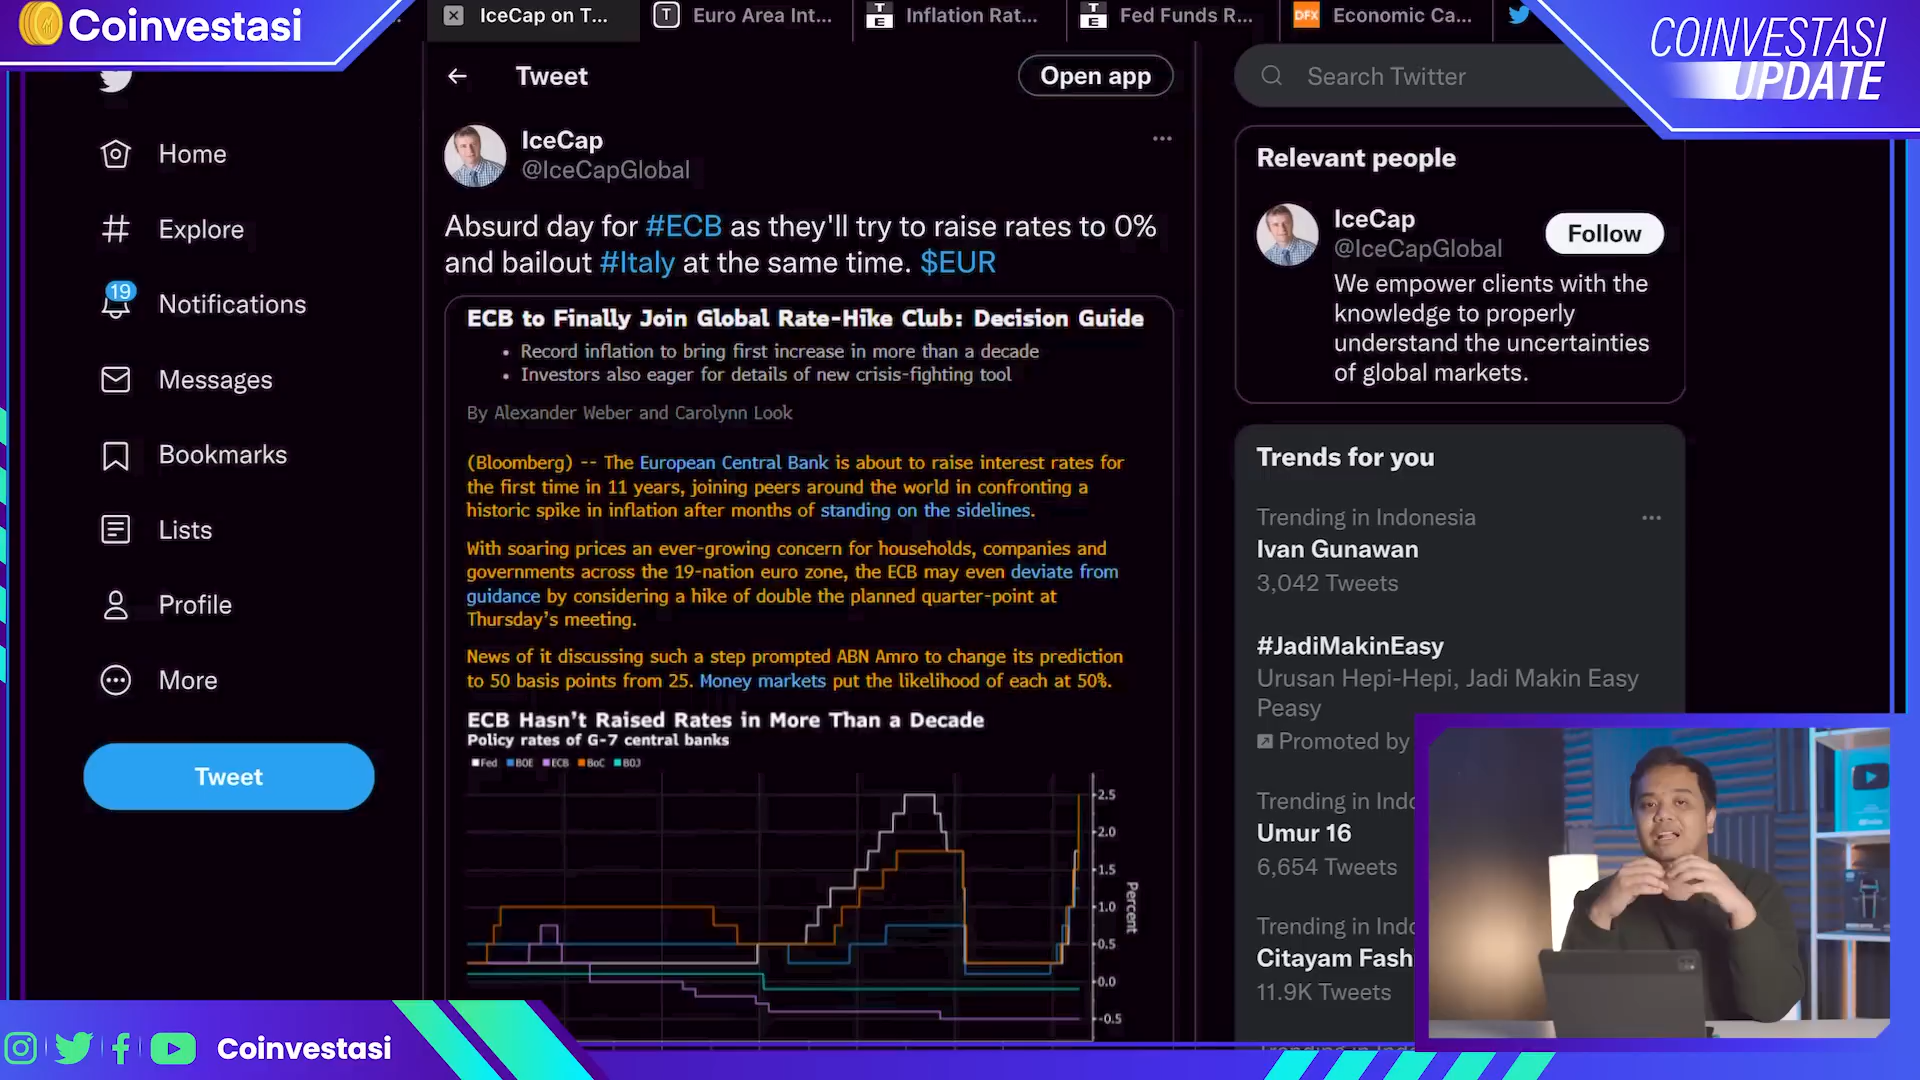 Coinvestasi
IceCap on T...
Euro Area Int...
Inflation Rat...
Fed Funds R...
Economic Ca...
COINVESTASI
UPDATE
Tweet
Open app
Search Twitter
Home
Explore
19
Notifications
Messages
Bookmarks
Lists
Profile
More
Tweet
IceCap
@IceCapGlobal
Absurd day for #ECB as they'll try to raise rates to 0%
and bailout #Italy at the same time. $EUR
ECB to Finally Join Global Rate-Hike Club: Decision Guide
• Record inflation to bring first increase in more than a decade
• Investors also eager for details of new crisis-fighting tool
By Alexander Weber and Carolynn Look
(Bloomberg) -- The European Central Bank is about to raise interest rates for
the first time in 11 years, joining peers around the world in confronting a
historic spike in inflation after months of standing on the sidelines.
With soaring prices an ever-growing concern for households, companies and
governments across the 19-nation euro zone, the ECB may even deviate from
guidance by considering a hike of double the planned quarter-point at
Thursday's meeting.
News of it discussing such a step prompted ABN Amro to change its prediction
to 50 basis points from 25. Money markets put the likelihood of each at 50%.
ECB Hasn't Raised Rates in More Than a Decade
Policy rates of G-7 central banks
Fed BOE ECB BoC BOJ
2.5
2.0
1.5
1.0
0.5
0.0
-0.5
Percent
Relevant people
IceCap
@IceCapGlobal
Follow
We empower clients with the
knowledge to properly
understand the uncertainties
of global markets.
Trends for you
Trending in Indonesia
Ivan Gunawan
3,042 Tweets
#JadiMakinEasy
Urusan Hepi-Hepi, Jadi Makin Easy
Peasy
Promoted by
Trending in Indo
Umur 16
6,654 Tweets
Trending in Indo
Citayam Fash
11.9K Tweets
Coinvestasi